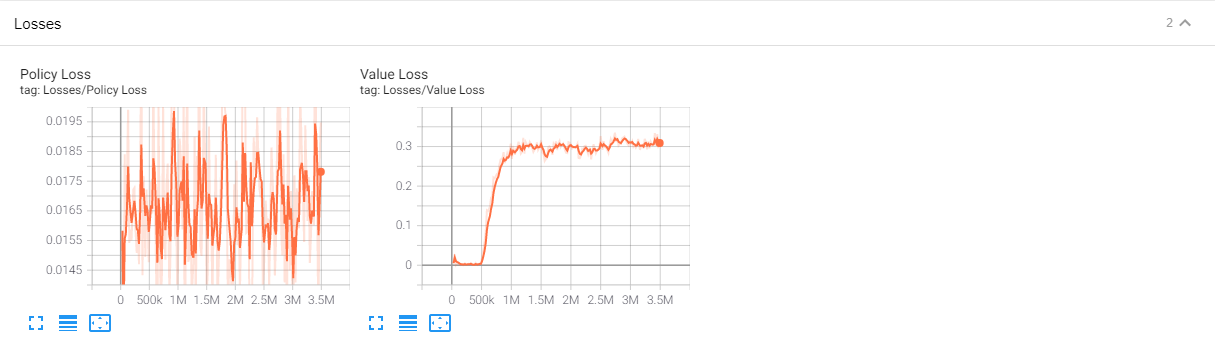 Losses
2
Policy Loss
tag: Losses/Policy Loss
0.0195
0.0185
0.0175
0.0165
0.0155
0.0145
0 500k 1M 1.5M 2M 2.5M 3M 3.5M
Value Loss
tag: Losses/Value Loss
0.3
0.2
0.1
0
0 500k 1M 1.5M 2M 2.5M 3M 3.5M